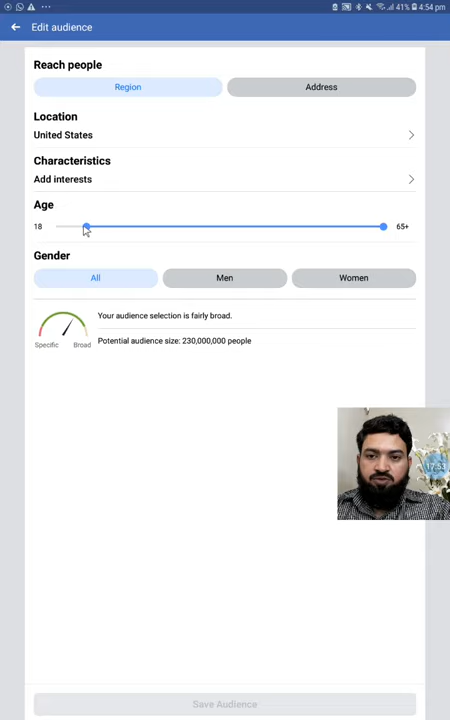 41% 4:54 pm
Edit audience
Reach people
Region Address
Location
United States
Characteristics
Add interests
Age
18 65+
Gender
All Men Women
Your audience selection is fairly broad.
Specific Broad
Potential audience size: 230,000,000 people
Save Audience